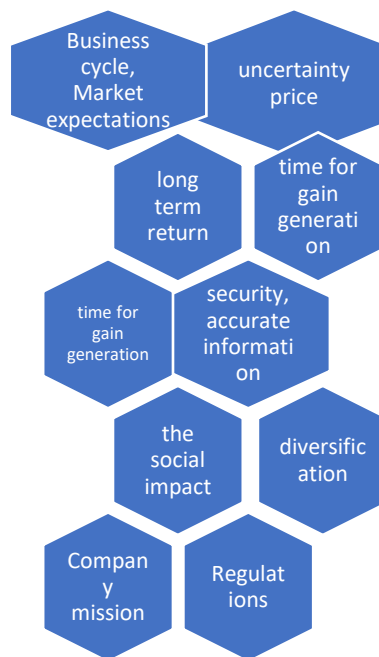 Business
cycle,
Market
expectations
uncertainty
price
long
term
return
time for
gain
generati
on
time for
gain
generation
security,
accurate
informati
on
the
social
impact
diversific
ation
Compan
y
mission
Regulat
ions